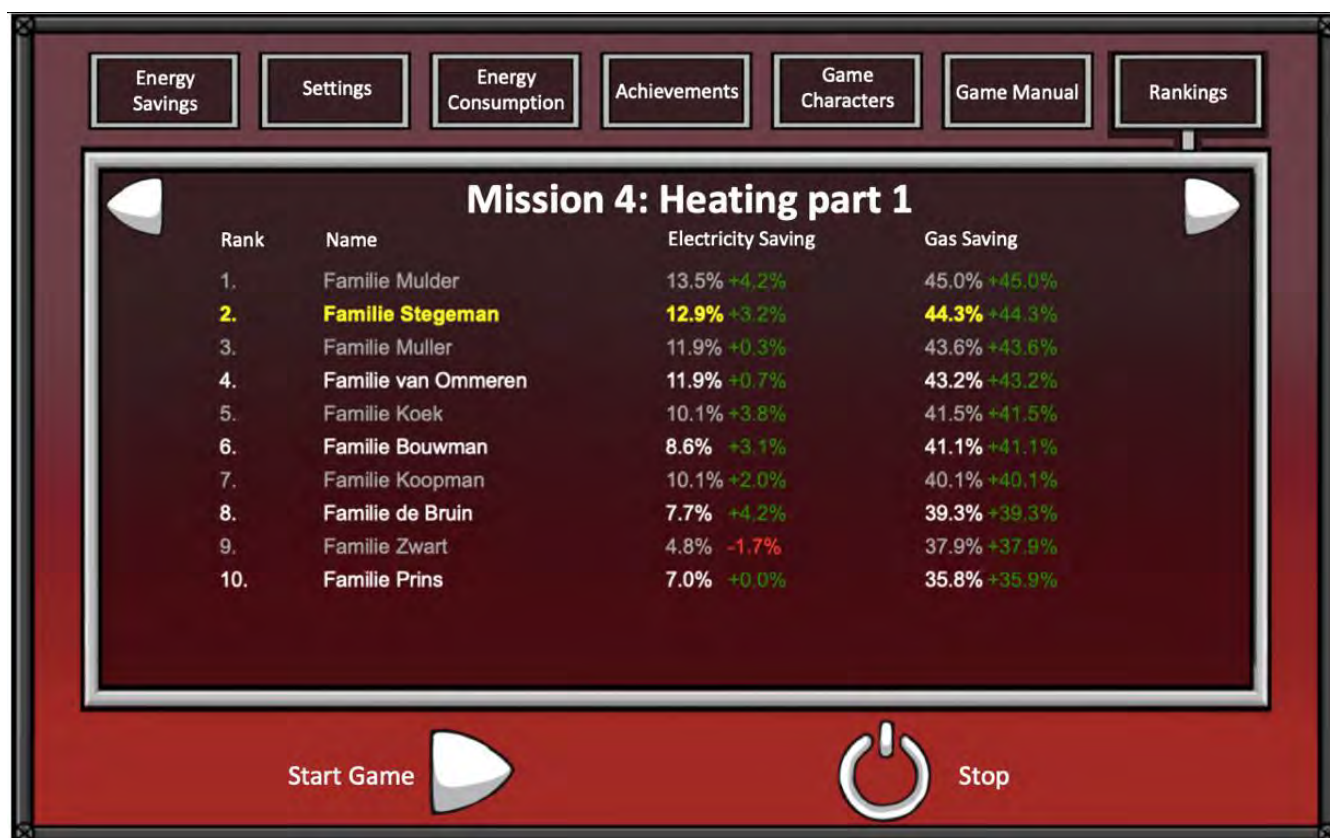 Energy Savings
Settings
Energy Consumption
Achievements
Game Characters
Game Manual
Rankings
Mission 4: Heating part 1
Rank Name Electricity Saving Gas Saving
1. Familie Mulder 13.5% +4,2% 45.0% +45.0%
2. Familie Stegeman 12.9% +3.2% 44.3% +44.3%
3. Familie Muller 11.9% +0.3% 43.6% +43.6%
4. Familie van Ommeren 11.9% +0.7% 43.2% +43.2%
5. Familie Koek 10.1% +3.8% 41.5% +41.5%
6. Familie Bouwman 8.6% +3.1% 41.1% +41.1%
7. Familie Koopman 10.1% +2.0% 40.1% +40.1%
8. Familie de Bruin 7.7% +4.2% 39.3% +39.3%
9. Familie Zwart 4.8% -1.7% 37.9% +37.9%
10. Familie Prins 7.0% +0.0% 35.8% +35.9%
Start Game
Stop